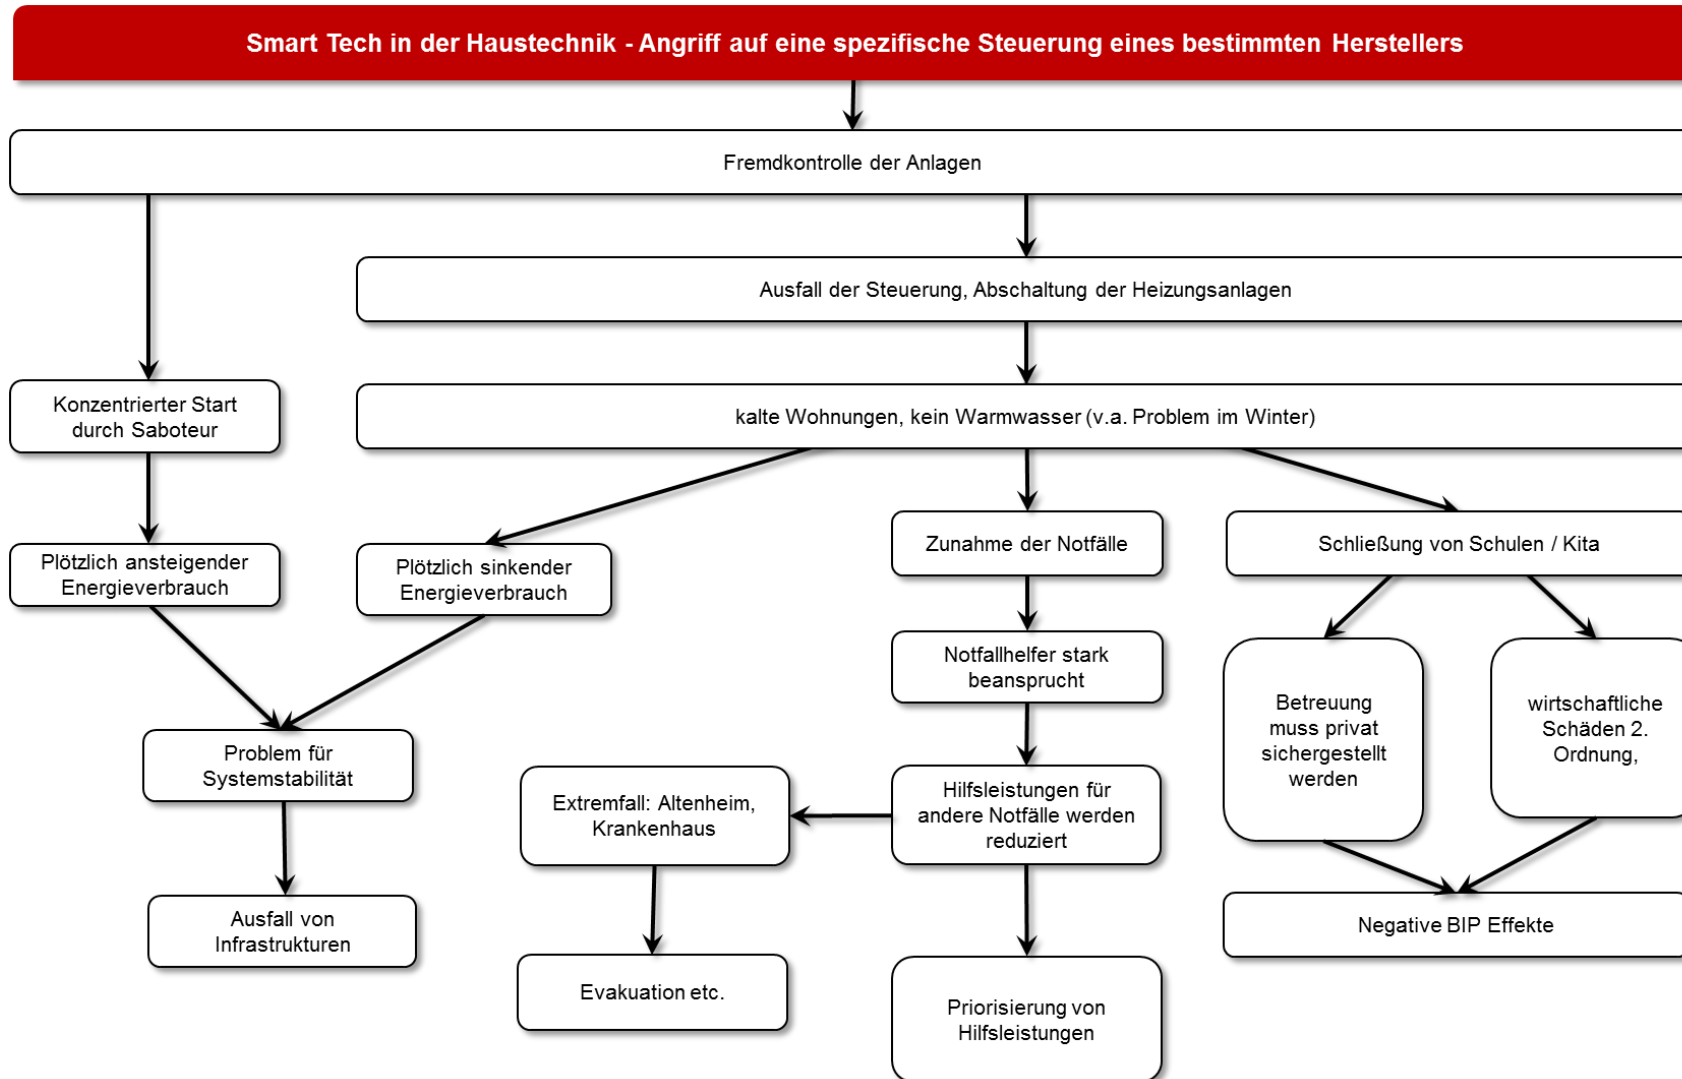 Smart Tech in der Haustechnik - Angriff auf eine spezifische Steuerung eines bestimmten Herstellers
Fremdkontrolle der Anlagen
Ausfall der Steuerung, Abschaltung der Heizungsanlagen
Konzentrierter Start
durch Saboteur
kalte Wohnungen, kein Warmwasser (v.a. Problem im Winter)
Plötzlich ansteigender
Energieverbrauch
Plötzlich sinkender
Energieverbrauch
Zunahme der Notfälle
Schließung von Schulen / Kita
Notfallhelfer stark
beansprucht
Betreuung
muss privat
sichergestellt
werden
wirtschaftliche
Schäden 2.
Ordnung,
Problem für
Systemstabilität
Extremfall: Altenheim,
Krankenhaus
Hilfsleistungen für
andere Notfälle werden
reduziert
Ausfall von
Infrastrukturen
Negative BIP Effekte
Evakuation etc.
Priorisierung von
Hilfsleistungen